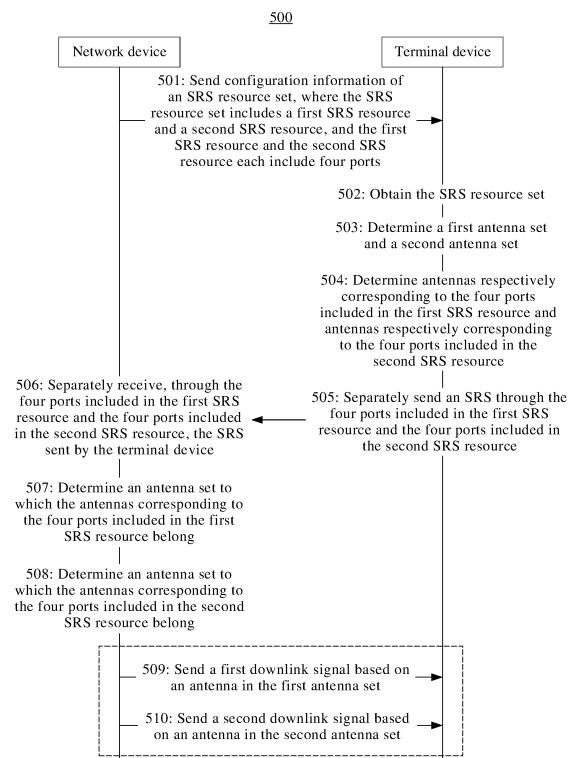 500
Network device
Terminal device
501: Send configuration information of
an SRS resource set, where the SRS
resource set includes a first SRS resource
and a second SRS resource, and the first
SRS resource and the second SRS
resource each include four ports
502: Obtain the SRS resource set
503: Determine a first antenna set
and a second antenna set
504: Determine antennas respectively
corresponding to the four ports
included in the first SRS resource and
antennas respectively corresponding
to the four ports included in the
second SRS resource
505: Separately send an SRS through the
four ports included in the first SRS
resource and the four ports included in
the second SRS resource
506: Separately receive, through the
four ports included in the first SRS
resource and the four ports included
in the second SRS resource, the SRS
sent by the terminal device
507: Determine an antenna set to
which the antennas corresponding to
the four ports included in the first
SRS resource belong
508: Determine an antenna set to
which the antennas corresponding to
the four ports included in the second
SRS resource belong
509: Send a first downlink signal based on
an antenna in the first antenna set
510: Send a second downlink signal based
on an antenna in the second antenna set